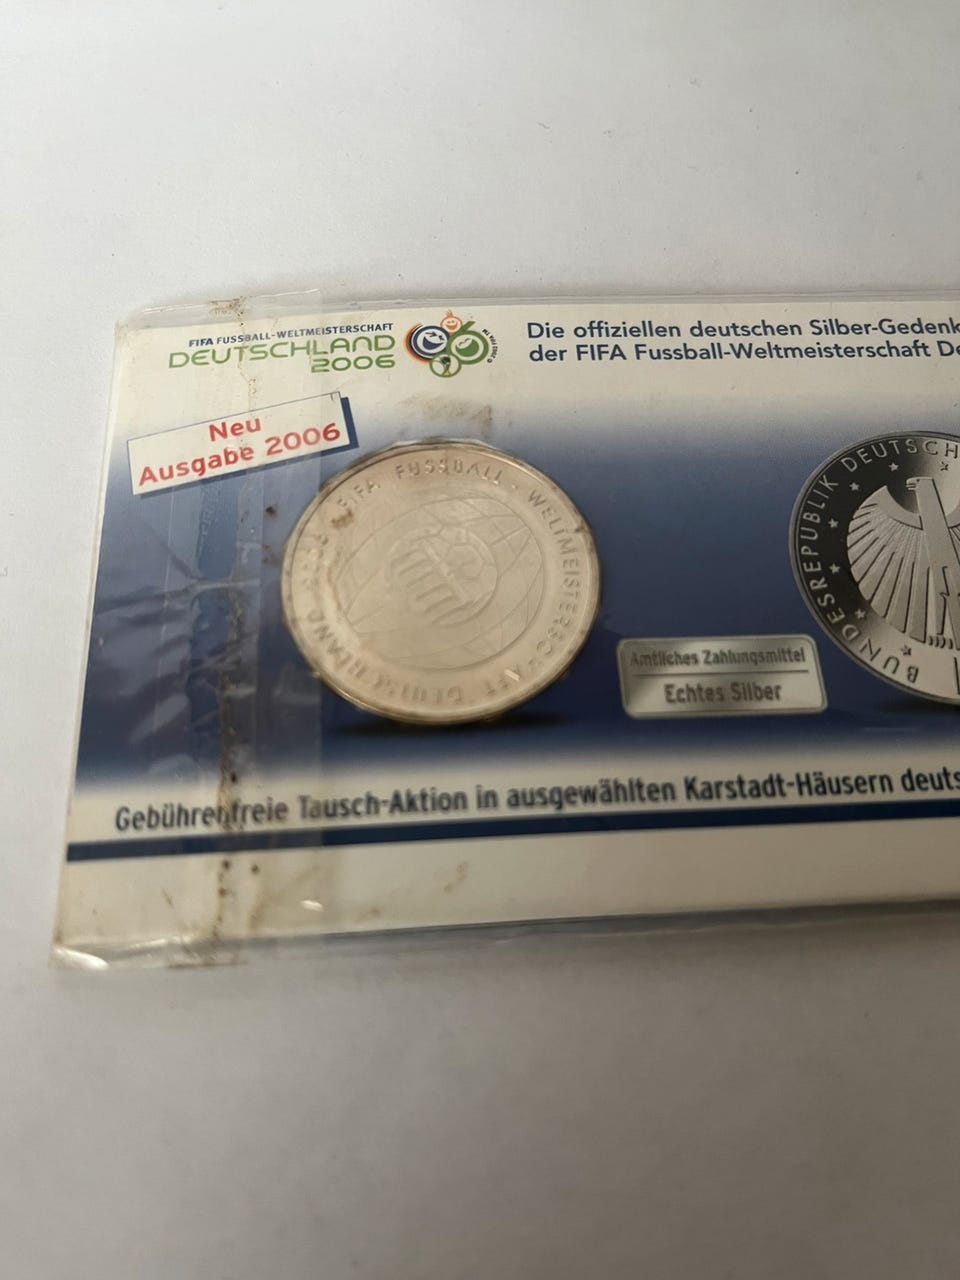 FIFA FUSSBALL-WELTMEISTERSCHAFT
DEUTSCHLAND
2006
Die offiziellen deutschen Silber-Gedenk
der FIFA Fussball-Weltmeisterschaft De
Neu
Ausgabe 2006
FIFA FUSSBALL - WELTMEISTERSCHAFT DEUTSCHLAND 2006
BUNDESREPUBLIK DEUTSCH
Amtliches Zahlungsmittel
Echtes Silber
Gebührenfreie Tausch-Aktion in ausgewählten Karstadt-Häusern deuts